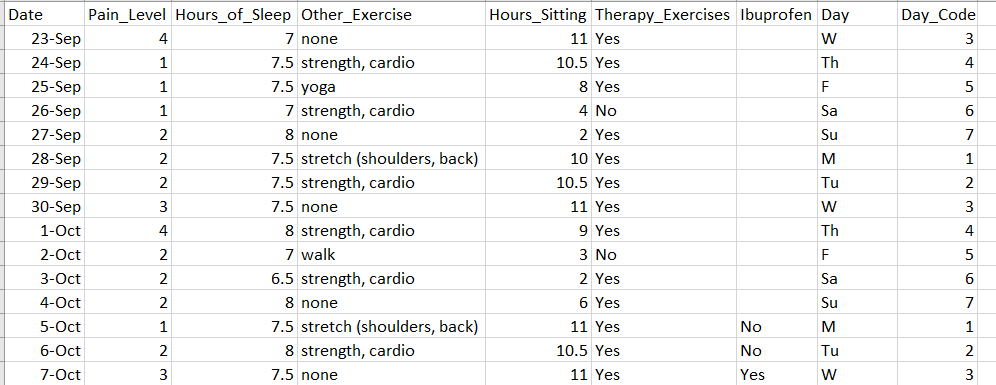 Date Pain_Level Hours_of_Sleep Other_Exercise Hours_Sitting Therapy_Exercises Ibuprofen Day Day_Code
23-Sep 4 7 none 11 Yes W 3
24-Sep 1 7.5 strength, cardio 10.5 Yes Th 4
25-Sep 1 7.5 yoga 8 Yes F 5
26-Sep 1 7 strength, cardio 4 No Sa 6
27-Sep 2 8 none 2 Yes Su 7
28-Sep 2 7.5 stretch (shoulders, back) 10 Yes M 1
29-Sep 2 7.5 strength, cardio 10.5 Yes Tu 2
30-Sep 3 7.5 none 11 Yes W 3
1-Oct 4 8 strength, cardio 9 Yes Th 4
2-Oct 2 7 walk 3 No F 5
3-Oct 2 6.5 strength, cardio 2 Yes Sa 6
4-Oct 2 8 none 6 Yes Su 7
5-Oct 1 7.5 stretch (shoulders, back) 11 Yes No M 1
6-Oct 2 8 strength, cardio 10.5 Yes No Tu 2
7-Oct 3 7.5 none 11 Yes Yes W 3